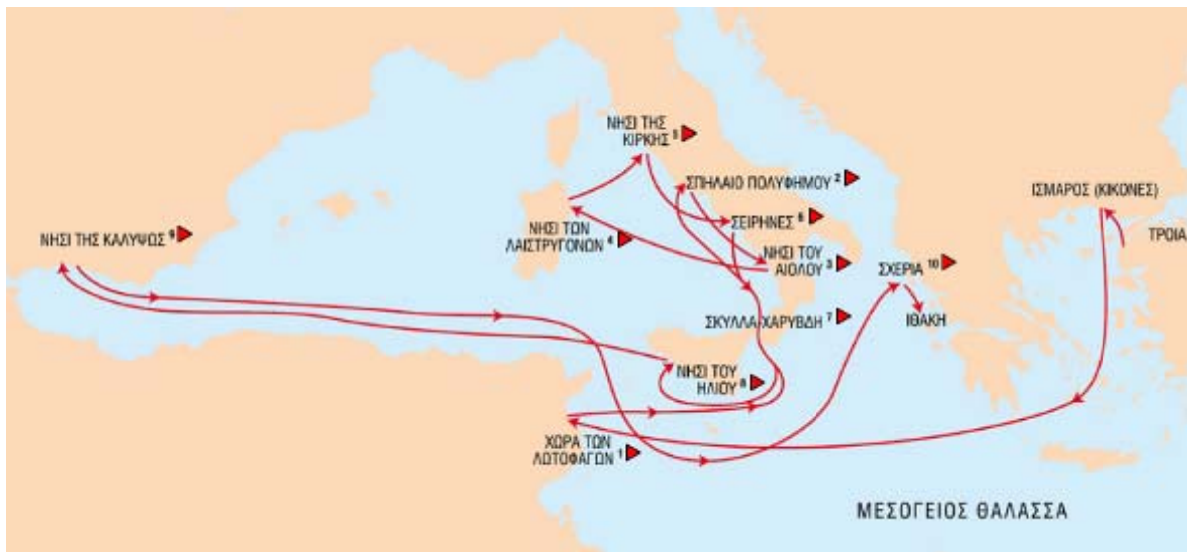 ΝΗΣΙ ΤΗΣ
ΚΙΡΚΗΣ 5
ΣΠΗΛΑΙΟ ΠΟΛΥΦΗΜΟΥ 2
ΙΣΜΑΡΟΣ (ΚΙΚΟΝΕΣ)
ΣΕΙΡΗΝΕΣ 6
ΝΗΣΙ ΤΩΝ
ΛΑΙΣΤΡΥΓΟΝΩΝ 4
ΝΗΣΙ ΤΗΣ ΚΑΛΥΨΩΣ 9
ΤΡΟΙΑ
ΝΗΣΙ ΤΟΥ
ΑΙΟΛΟΥ 3
ΣΧΕΡΙΑ 10
ΣΚΥΛΛΑ-ΧΑΡΥΒΔΗ 7
ΙΘΑΚΗ
ΝΗΣΙ ΤΟΥ
ΗΛΙΟΥ 8
ΧΩΡΑ ΤΩΝ
ΛΩΤΟΦΑΓΩΝ 1
ΜΕΣΟΓΕΙΟΣ ΘΑΛΑΣΣΑ